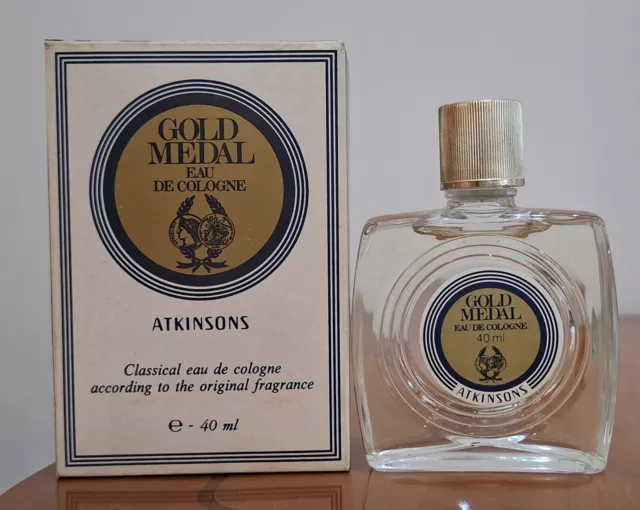 GOLD
MEDAL
EAU
DE COLOGNE
ATKINSONS
Classical eau de cologne
according to the original fragrance
℮ - 40 ml
GOLD
MEDAL
EAU DE COLOGNE
40 ml
ATKINSONS